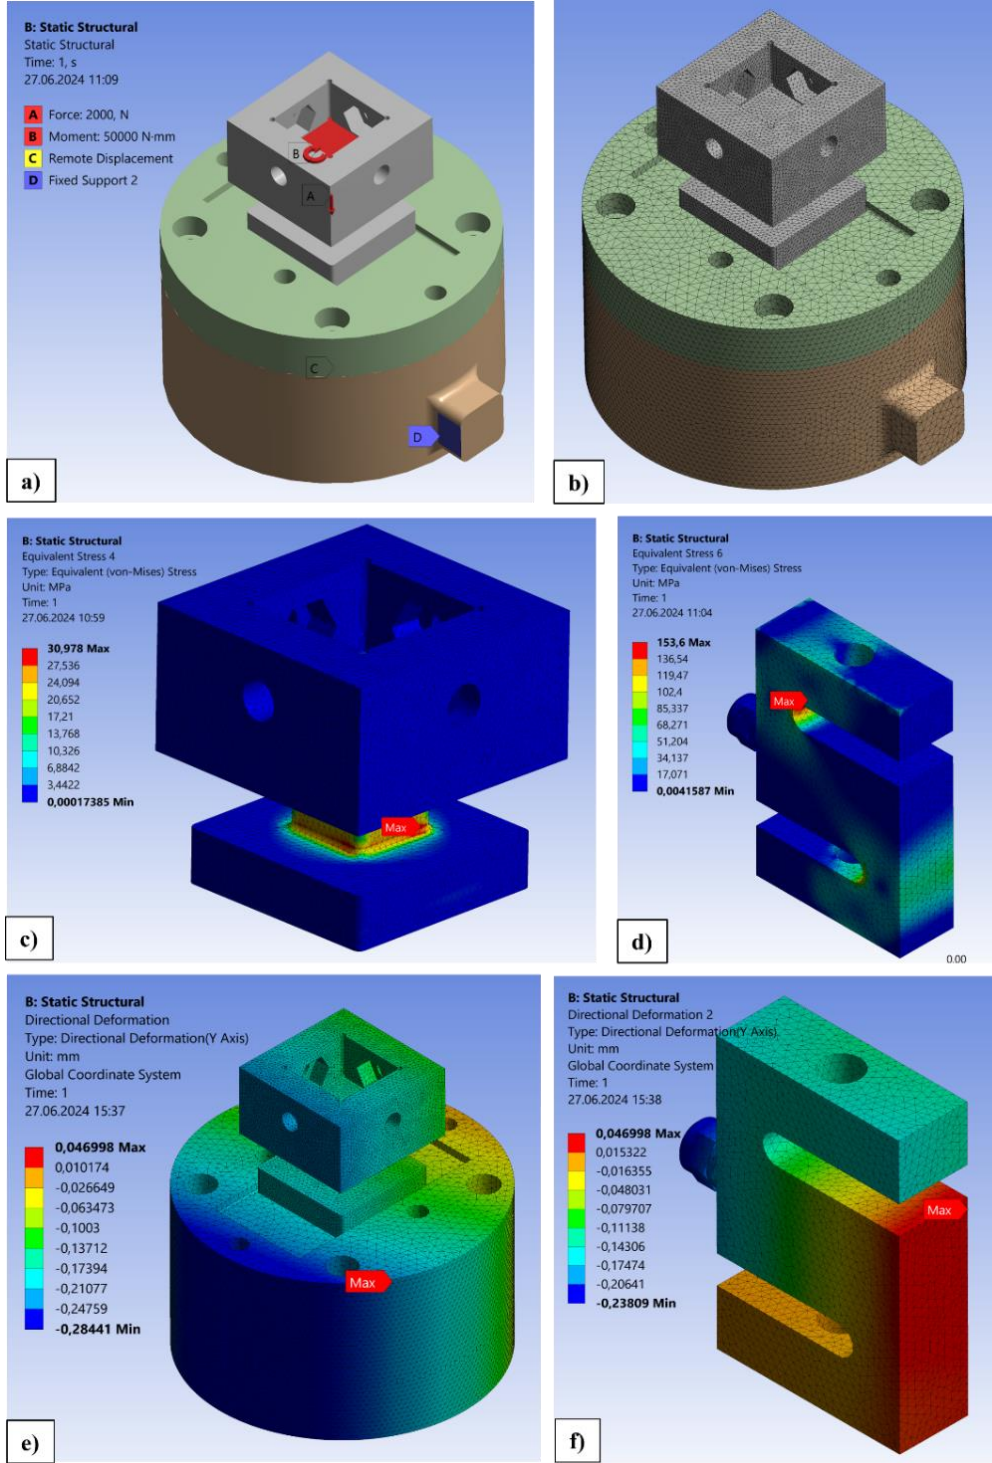 B: Static Structural
Static Structural
Time: 1, s
27.06.2024 11:09
A Force: 2000, N
B Moment: 50000 N·mm
C Remote Displacement
D Fixed Support 2
B
A
C
D
a)
b)
B: Static Structural
Equivalent Stress 4
Type: Equivalent (von-Mises) Stress
Unit: MPa
Time: 1
27.06.2024 10:59
30,978 Max
27,536
24,094
20,652
17,21
13,768
10,326
6,8842
3,4422
0,00017385 Min
Max
c)
B: Static Structural
Equivalent Stress 6
Type: Equivalent (von-Mises) Stress
Unit: MPa
Time: 1
27.06.2024 11:04
153,6 Max
136,54
119,47
102,4
85,337
68,271
51,204
34,137
17,071
0,0041587 Min
Max
0.00
d)
B: Static Structural
Directional Deformation
Type: Directional Deformation(Y Axis)
Unit: mm
Global Coordinate System
Time: 1
27.06.2024 15:37
0,046998 Max
0,010174
-0,026649
-0,063473
-0,1003
-0,13712
-0,17394
-0,21077
-0,24759
-0,28441 Min
Max
e)
B: Static Structural
Directional Deformation 2
Type: Directional Deformation(Y Axis)
Unit: mm
Global Coordinate System
Time: 1
27.06.2024 15:38
0,046998 Max
0,015322
-0,016355
-0,048031
-0,079707
-0,11138
-0,14306
-0,17474
-0,20641
-0,23809 Min
Max
f)